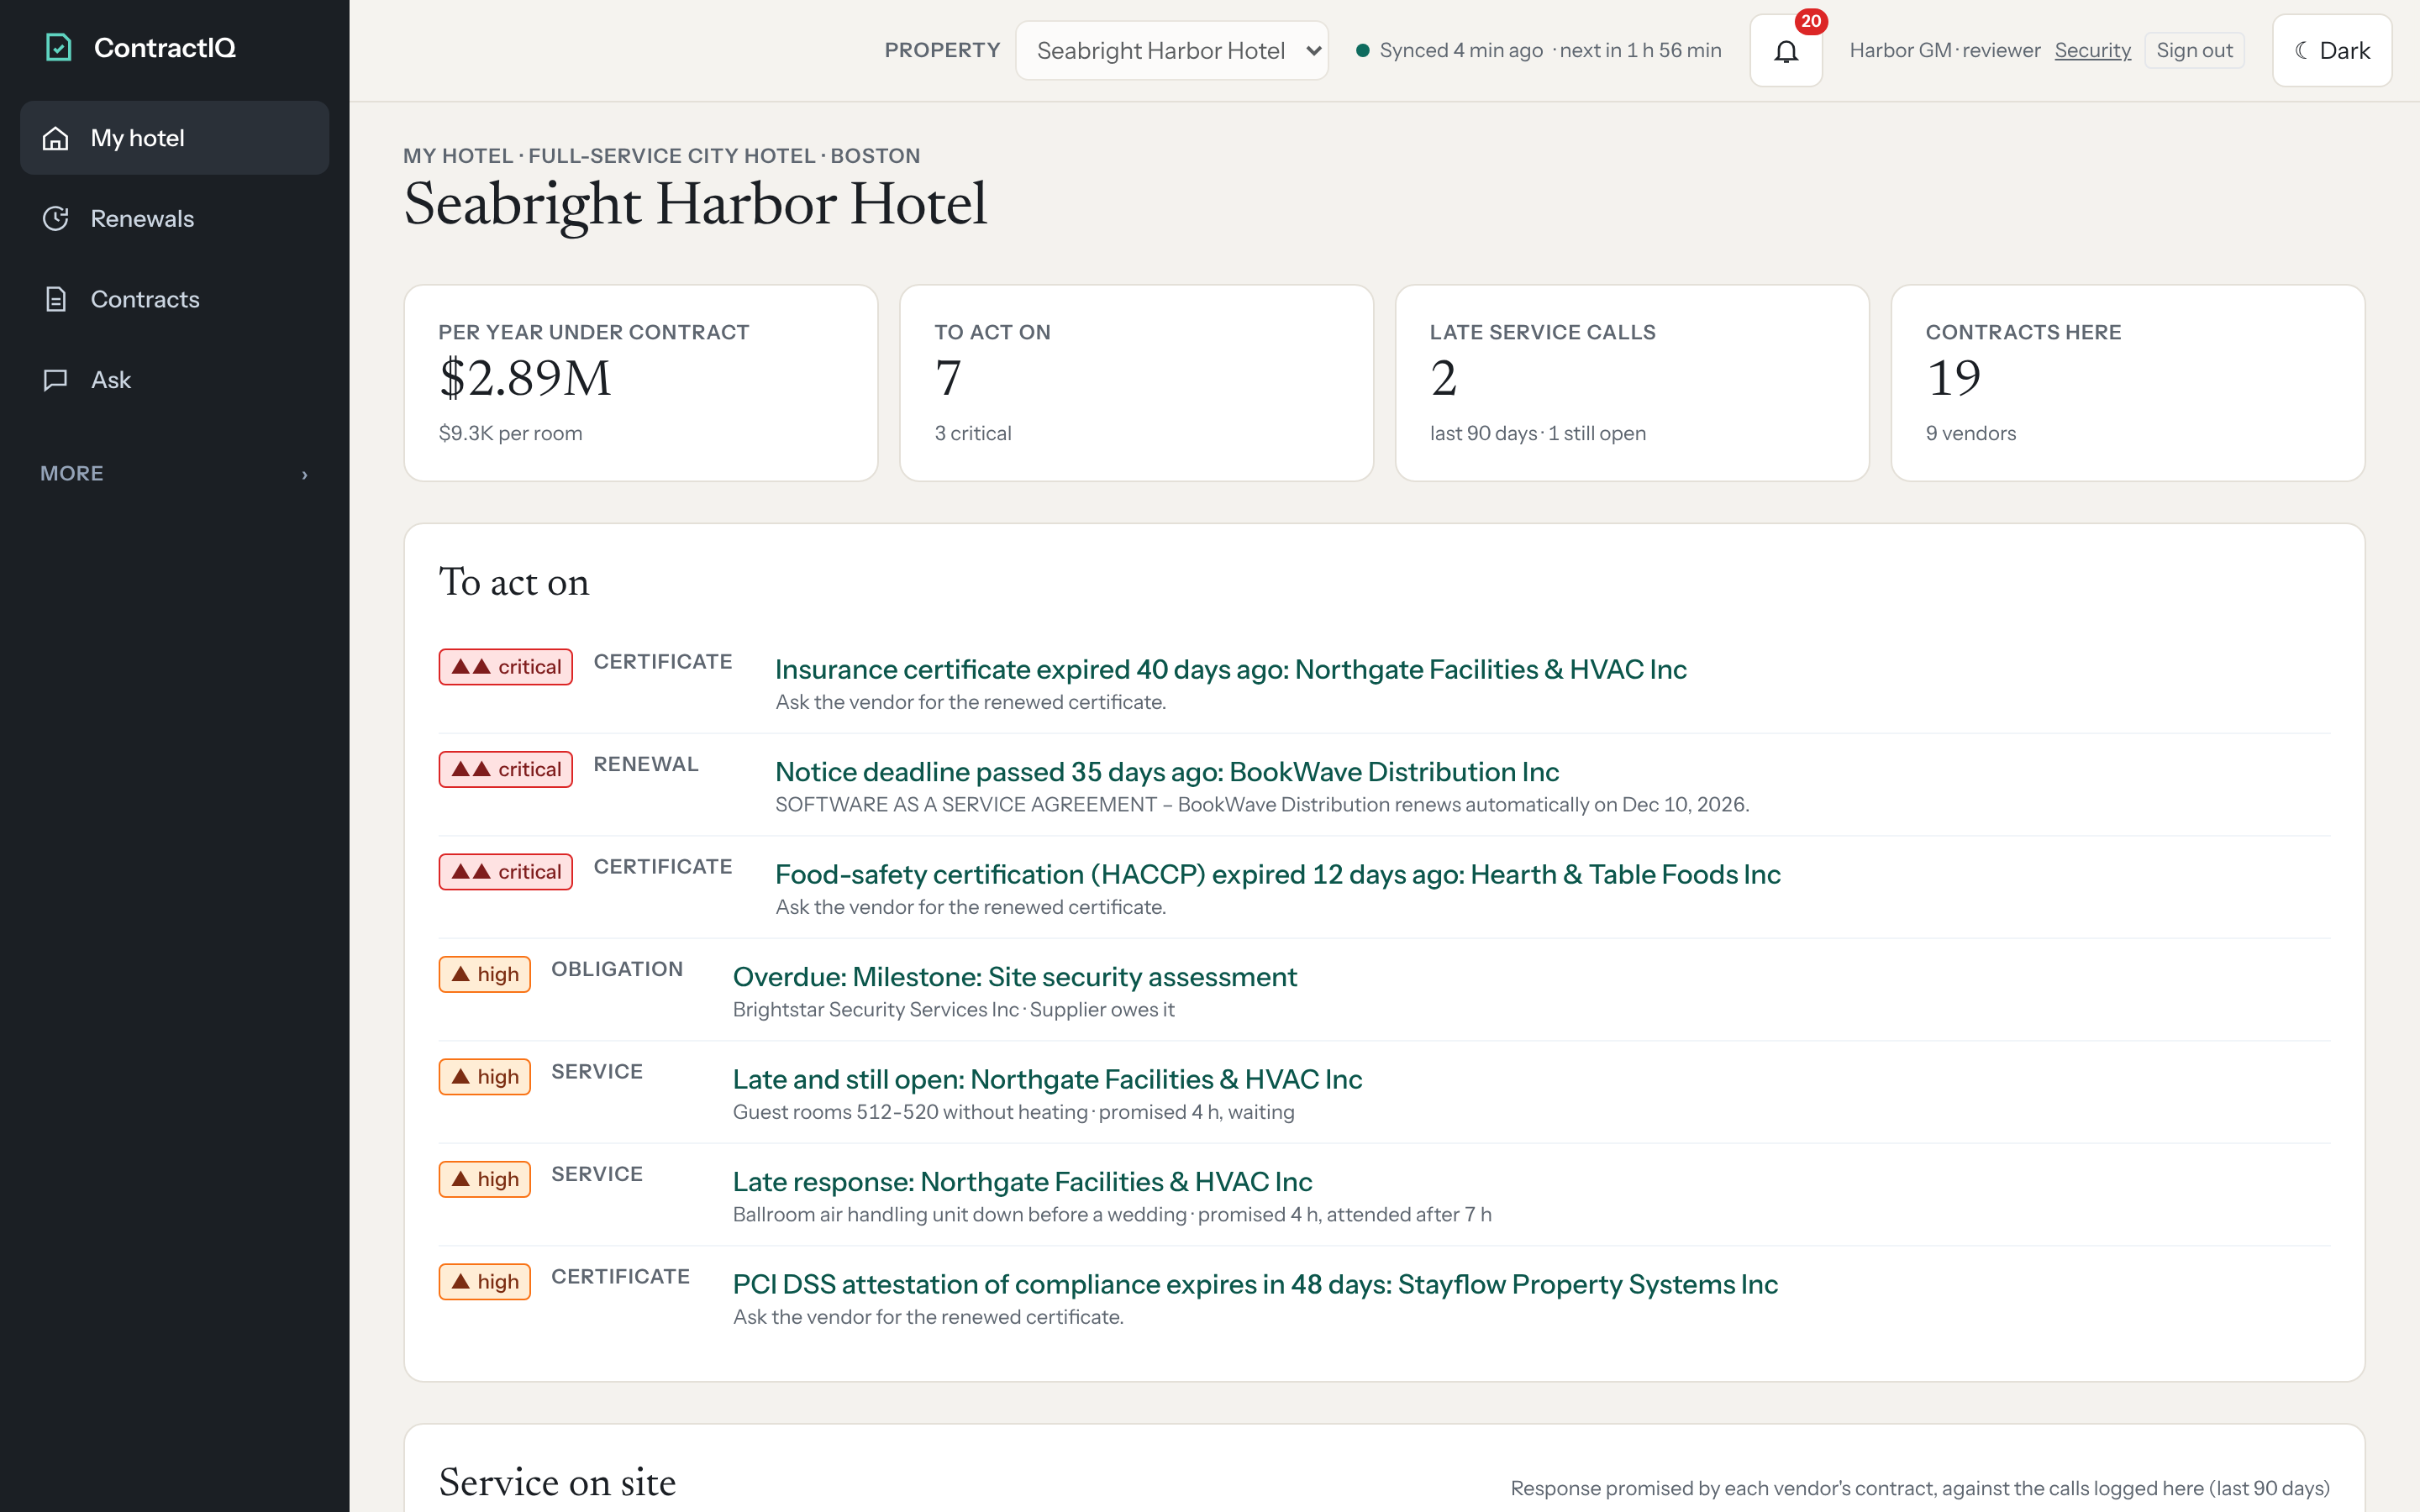 ContractIQ
My hotel
Renewals
Contracts
Ask
MORE ›
PROPERTY Seabright Harbor Hotel Synced 4 min ago · next in 1 h 56 min 20 Harbor GM · reviewer Security Sign out ☾ Dark
MY HOTEL · FULL-SERVICE CITY HOTEL · BOSTON
Seabright Harbor Hotel
PER YEAR UNDER CONTRACT
$2.89M
$9.3K per room
TO ACT ON
7
3 critical
LATE SERVICE CALLS
2
last 90 days · 1 still open
CONTRACTS HERE
19
9 vendors
To act on
▲▲ critical CERTIFICATE Insurance certificate expired 40 days ago: Northgate Facilities & HVAC Inc
Ask the vendor for the renewed certificate.
▲▲ critical RENEWAL Notice deadline passed 35 days ago: BookWave Distribution Inc
SOFTWARE AS A SERVICE AGREEMENT – BookWave Distribution renews automatically on Dec 10, 2026.
▲▲ critical CERTIFICATE Food-safety certification (HACCP) expired 12 days ago: Hearth & Table Foods Inc
Ask the vendor for the renewed certificate.
▲ high OBLIGATION Overdue: Milestone: Site security assessment
Brightstar Security Services Inc · Supplier owes it
▲ high SERVICE Late and still open: Northgate Facilities & HVAC Inc
Guest rooms 512-520 without heating · promised 4 h, waiting
▲ high SERVICE Late response: Northgate Facilities & HVAC Inc
Ballroom air handling unit down before a wedding · promised 4 h, attended after 7 h
▲ high CERTIFICATE PCI DSS attestation of compliance expires in 48 days: Stayflow Property Systems Inc
Ask the vendor for the renewed certificate.
Service on site
Response promised by each vendor's contract, against the calls logged here (last 90 days)